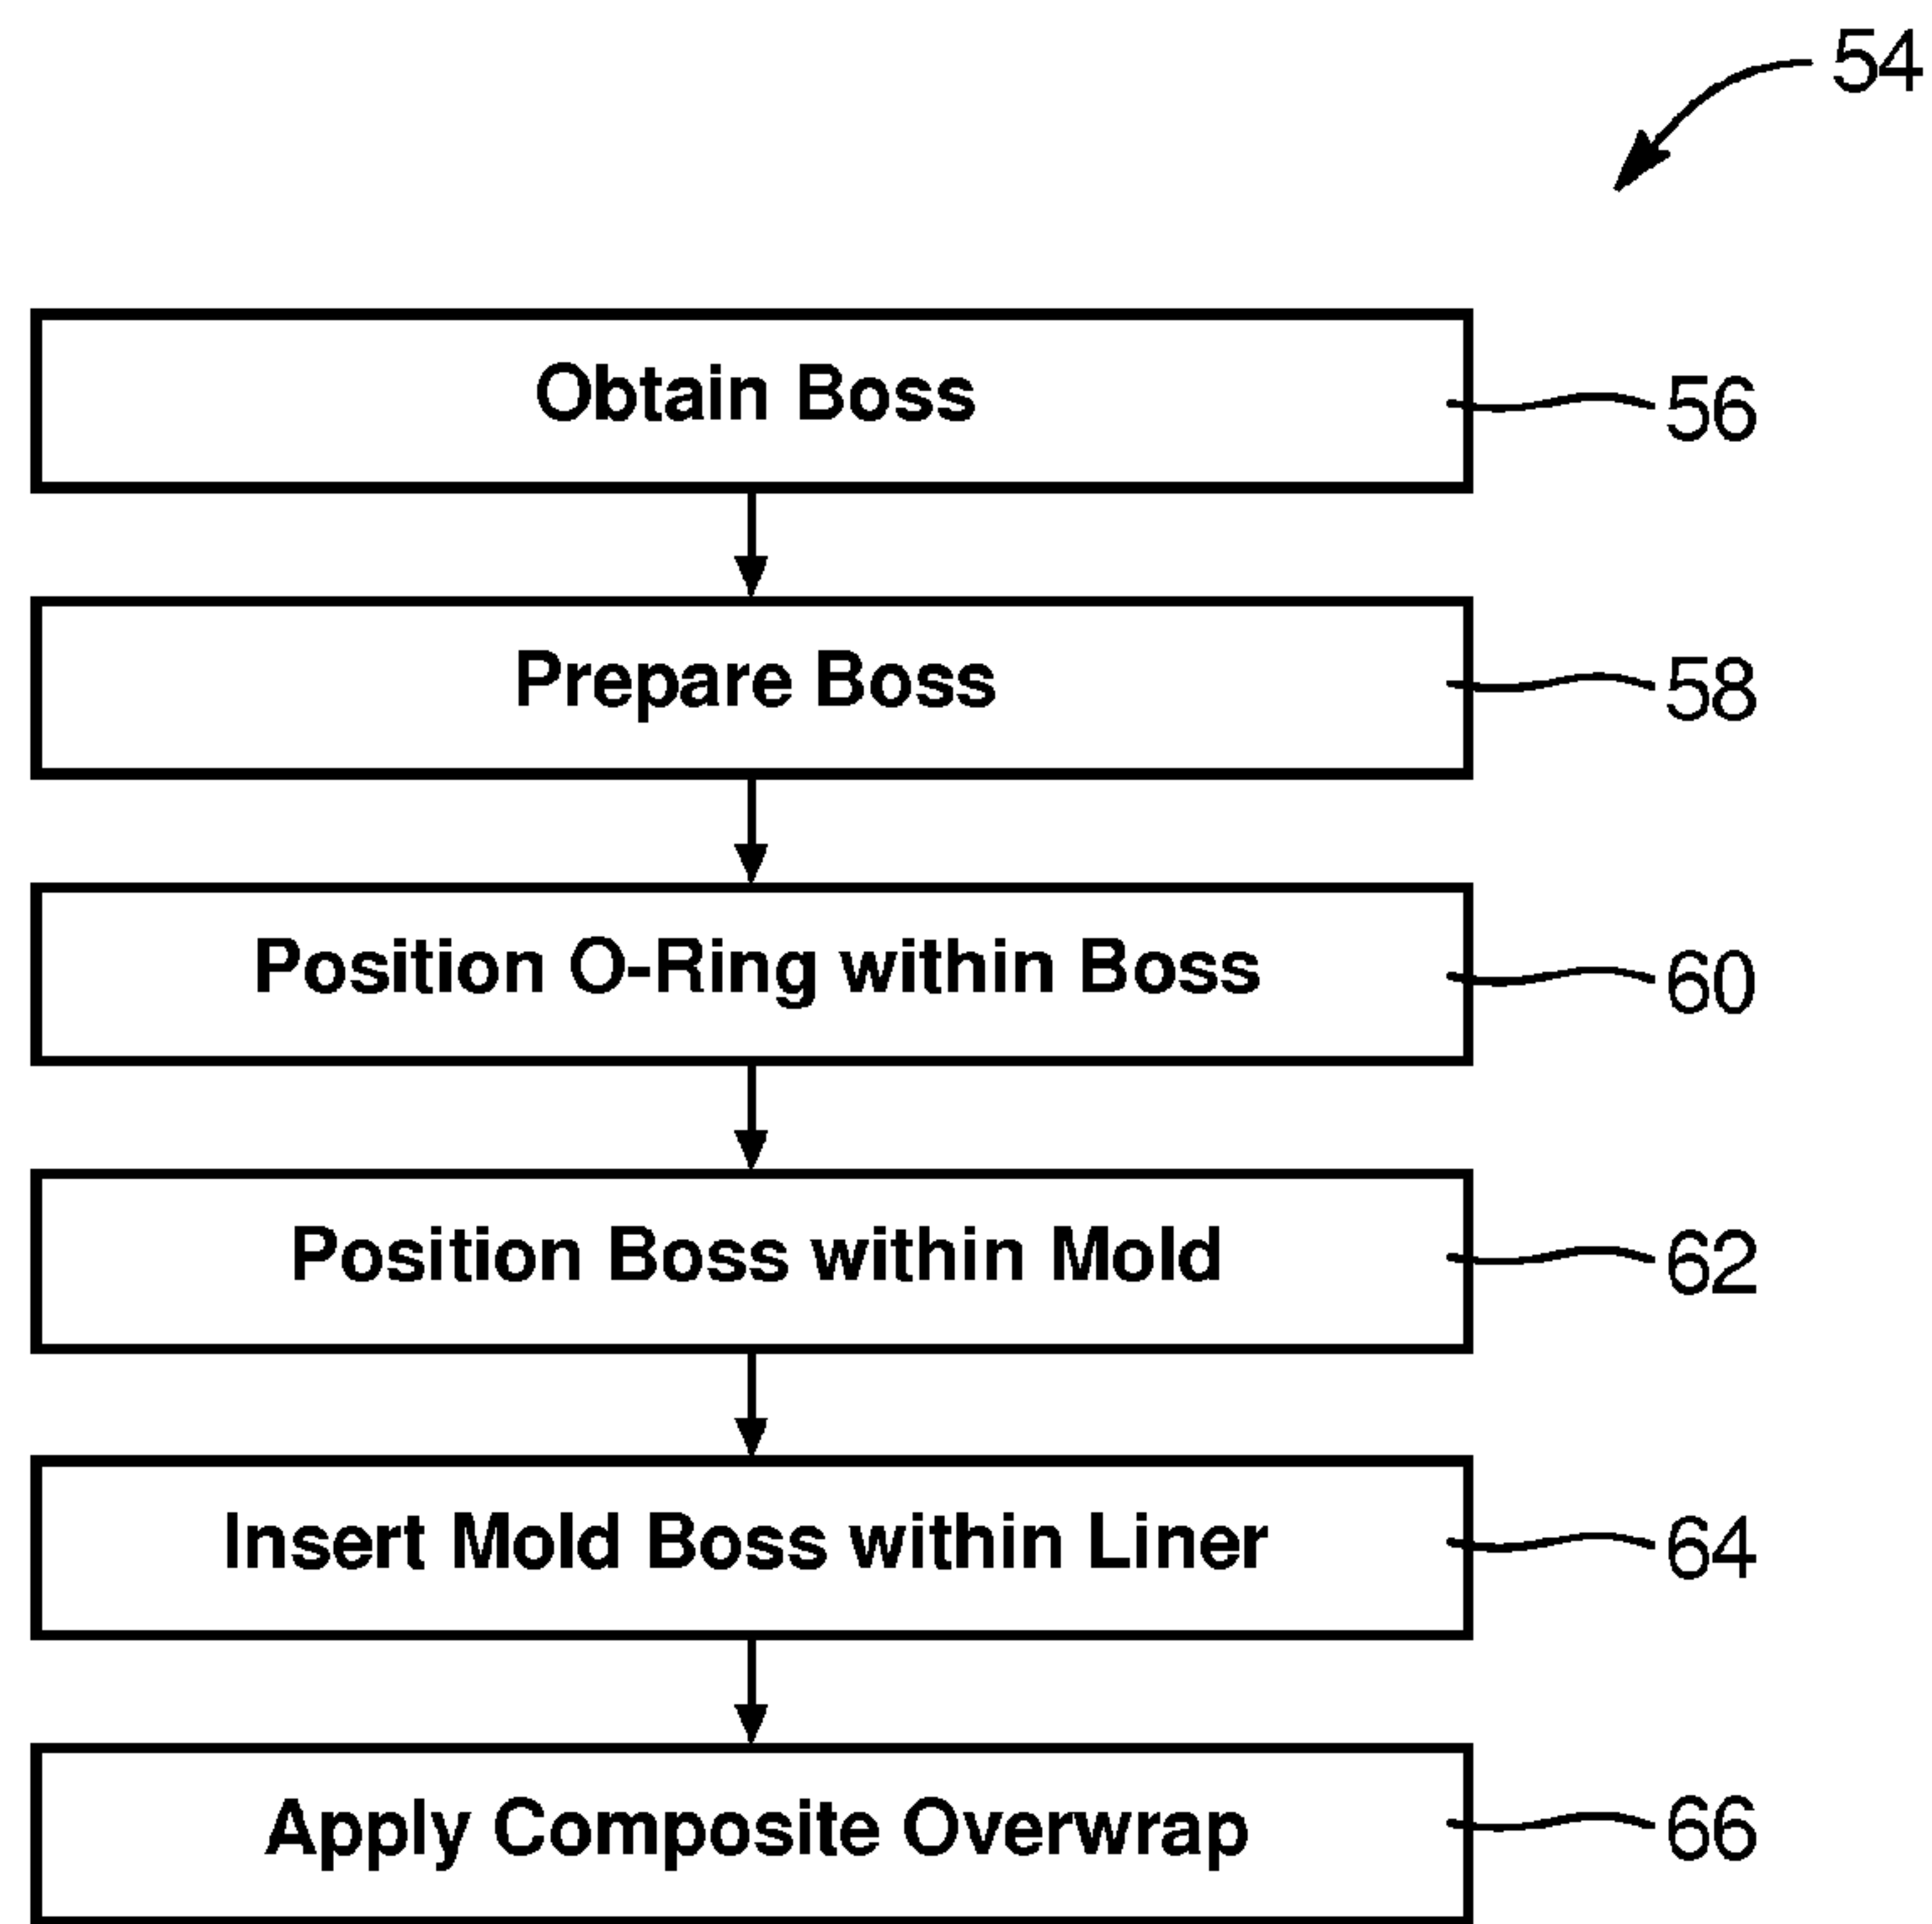 54
Obtain Boss
56
Prepare Boss
58
Position O-Ring within Boss
60
Position Boss within Mold
62
Insert Mold Boss within Liner
64
Apply Composite Overwrap
66